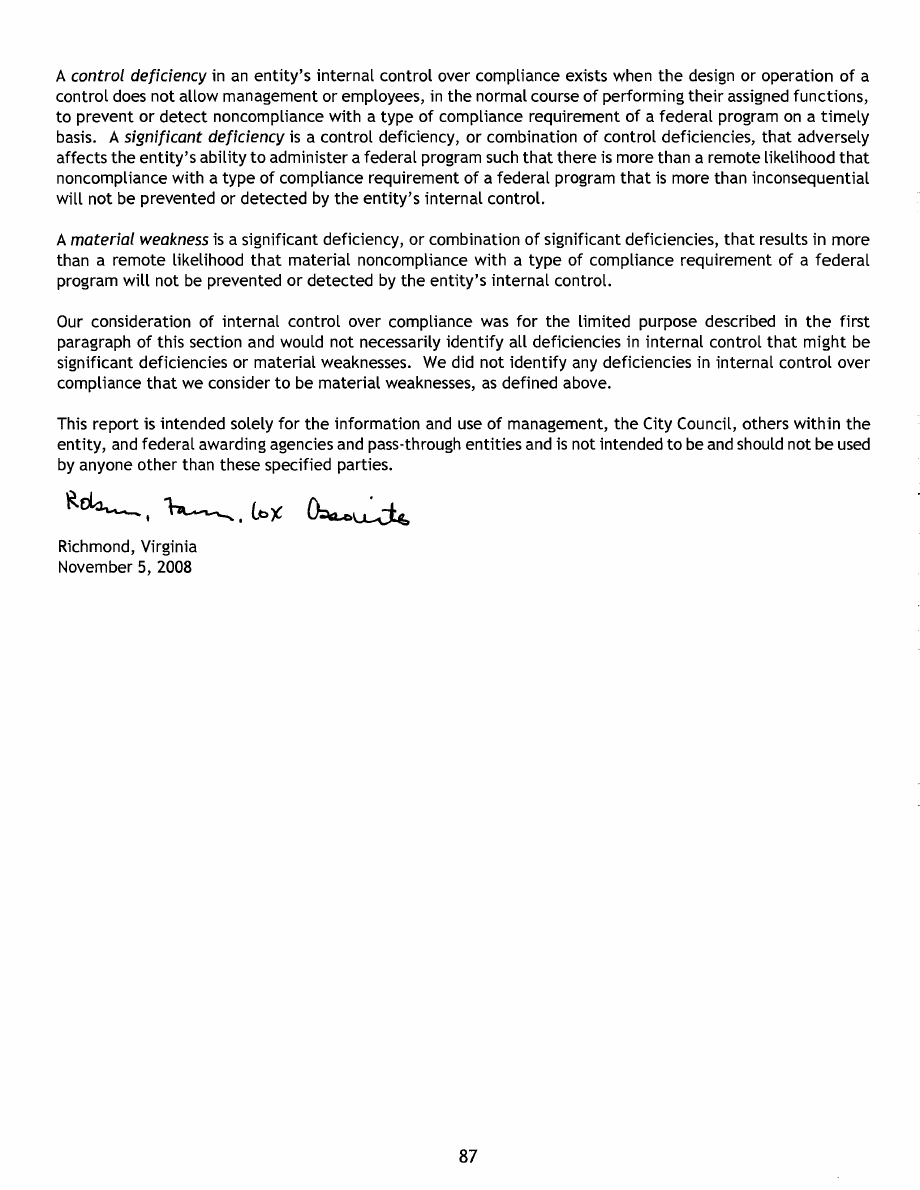 A control deficiency in an entity's internal control over compliance exists when the design or operation of a
control does not allow management or employees, in the normal course of performing their assigned functions,
to prevent or detect noncompliance with a type of compliance requirement of a federal program on a timely
basis. A significant deficiency is a control deficiency, or combination of control deficiencies, that adversely
affects the entity's ability to administer a federal program such that there is more than a remote likelihood that
noncompliance with a type of compliance requirement of a federal program that is more than inconsequential
will not be prevented or detected by the entity's internal control.
A material weakness is a significant deficiency, or combination of significant deficiencies, that results in more
than a remote likelihood that material noncompliance with a type of compliance requirement of a federal
program will not be prevented or detected by the entity's internal control.
Our consideration of internal control over compliance was for the limited purpose described in the first
paragraph of this section and would not necessarily identify all deficiencies in internal control that might be
significant deficiencies or material weaknesses. We did not identify any deficiencies in internal control over
compliance that we consider to be material weaknesses, as defined above.
This report is intended solely for the information and use of management, the City Council, others within the
entity, and federal awarding agencies and pass-through entities and is not intended to be and should not be used
by anyone other than these specified parties.
Cox
Richmond, Virginia
November 5, 2008
87